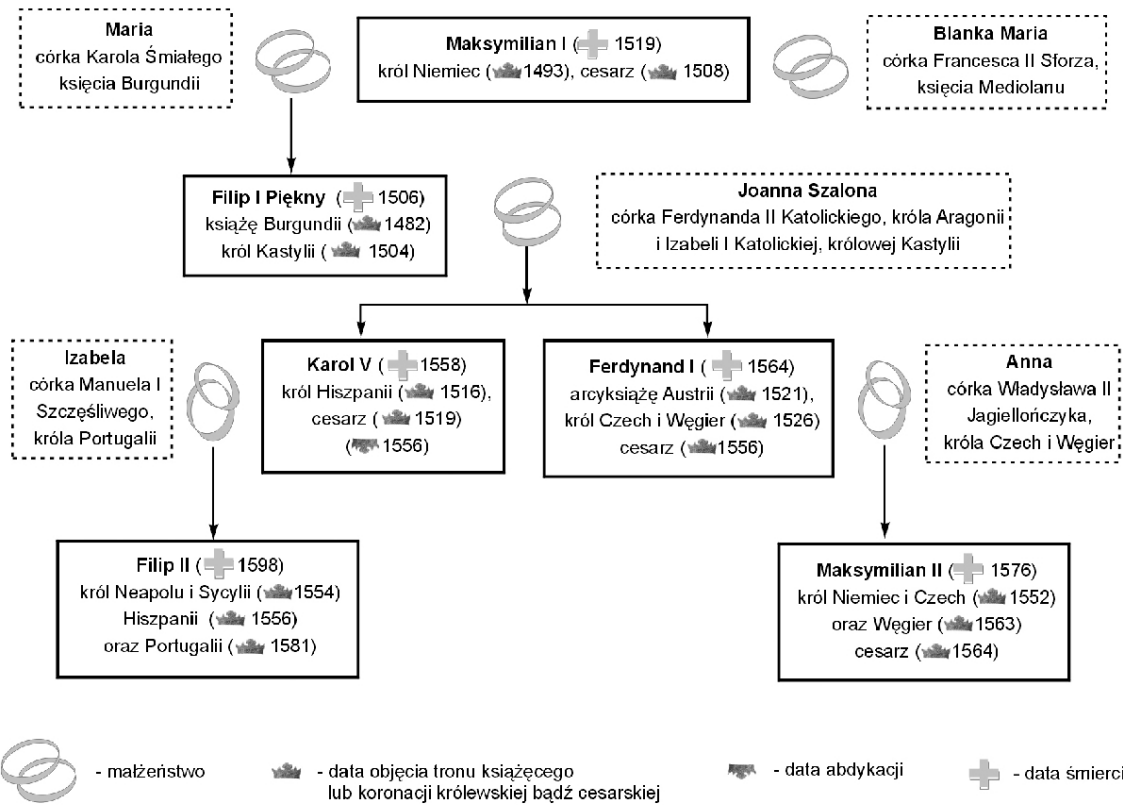 Maria
córka Karola Śmiałego
księcia Burgundii
Maksymilian I ( 1519)
król Niemiec ( 1493), cesarz ( 1508)
Blanka Maria
córka Francesca II Sforza,
księcia Mediolanu
Filip I Piękny ( 1506)
książę Burgundii ( 1482)
król Kastylii ( 1504)
Joanna Szalona
córka Ferdynanda II Katolickiego, króla Aragonii
i Izabeli I Katolickiej, królowej Kastylii
Izabela
córka Manuela I
Szczęśliwego,
króla Portugalii
Karol V ( 1558)
król Hiszpanii ( 1516),
cesarz ( 1519)
( 1556)
Ferdynand I ( 1564)
arcyksiążę Austrii ( 1521),
król Czech i Węgier ( 1526)
cesarz ( 1556)
Anna
córka Władysława II
Jagiellończyka,
króla Czech i Węgier
Filip II ( 1598)
król Neapolu i Sycylii ( 1554)
Hiszpanii ( 1556)
oraz Portugalii ( 1581)
Maksymilian II ( 1576)
król Niemiec i Czech ( 1552)
oraz Węgier ( 1563)
cesarz ( 1564)
- małżeństwo
- data objęcia tronu książęcego
lub koronacji królewskiej bądź cesarskiej
- data abdykacji
- data śmierci